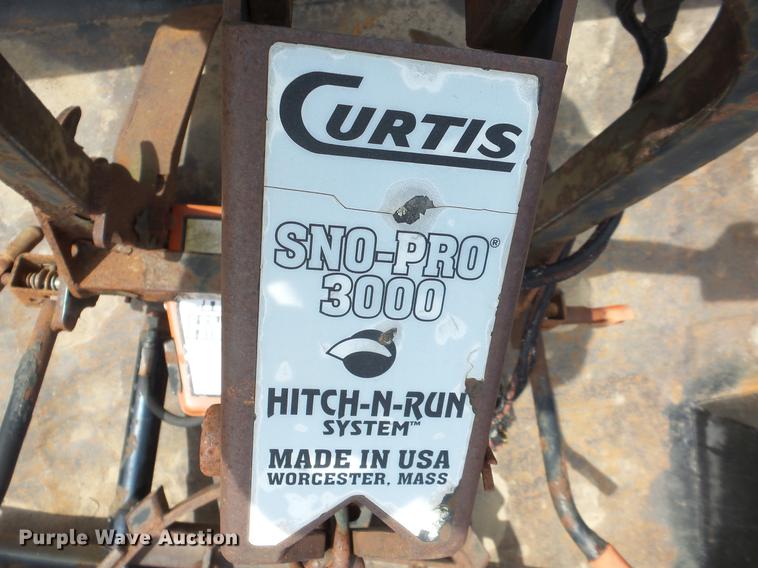 CURTIS
SNO-PRO®
3000
HITCH-N-RUN
SYSTEM™
MADE IN USA
WORCESTER, MASS
Purple Wave Auction